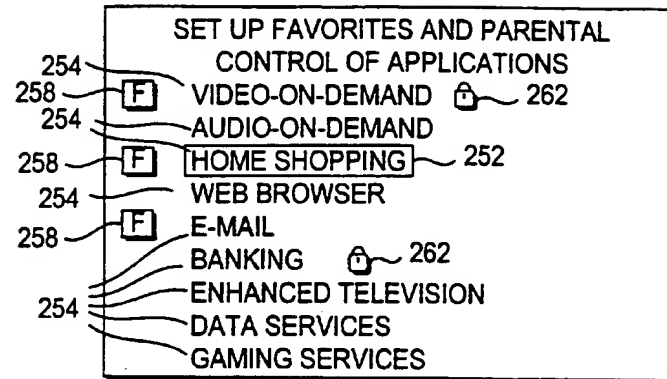 SET UP FAVORITES AND PARENTAL
CONTROL OF APPLICATIONS
254
258 F VIDEO-ON-DEMAND 262
254 AUDIO-ON-DEMAND
258 F HOME SHOPPING 252
254 WEB BROWSER
258 F E-MAIL
BANKING 262
254 ENHANCED TELEVISION
DATA SERVICES
GAMING SERVICES